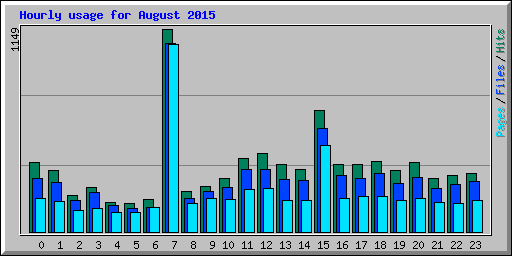 Hourly usage for August 2015
1149
Pages / Files / Hits
0 1 2 3 4 5 6 7 8 9 10 11 12 13 14 15 16 17 18 19 20 21 22 23